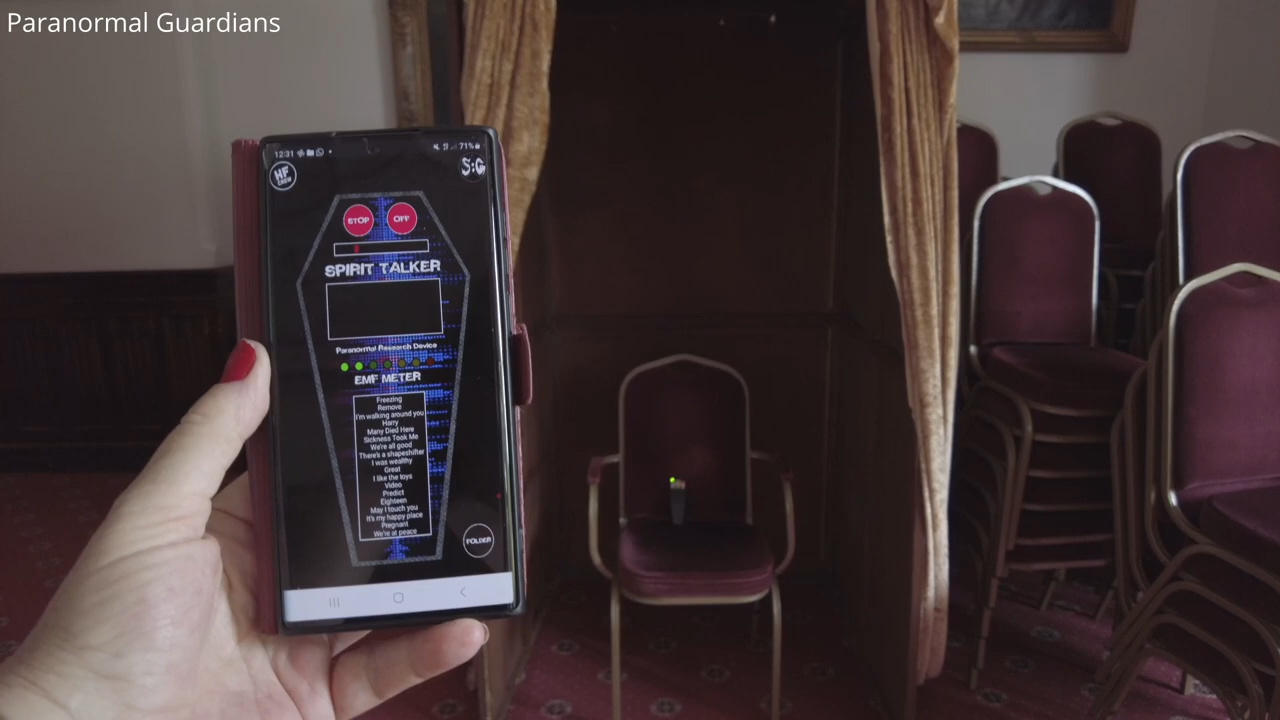 Paranormal Guardians
12:31
71%
HF
CREW
S:G
STOP
OFF
SPIRIT TALKER
Paranormal Research Device
EMF METER
Freezing
Remove
I'm walking around you
Harry
Many Died Here
Sickness Took Me
We're all good
There's a shapeshifter
I was wealthy
Great
I like the toys
Video
Predict
Eighteen
May I touch you
It's my happy place
Pregnant
We're at peace
FOLDER